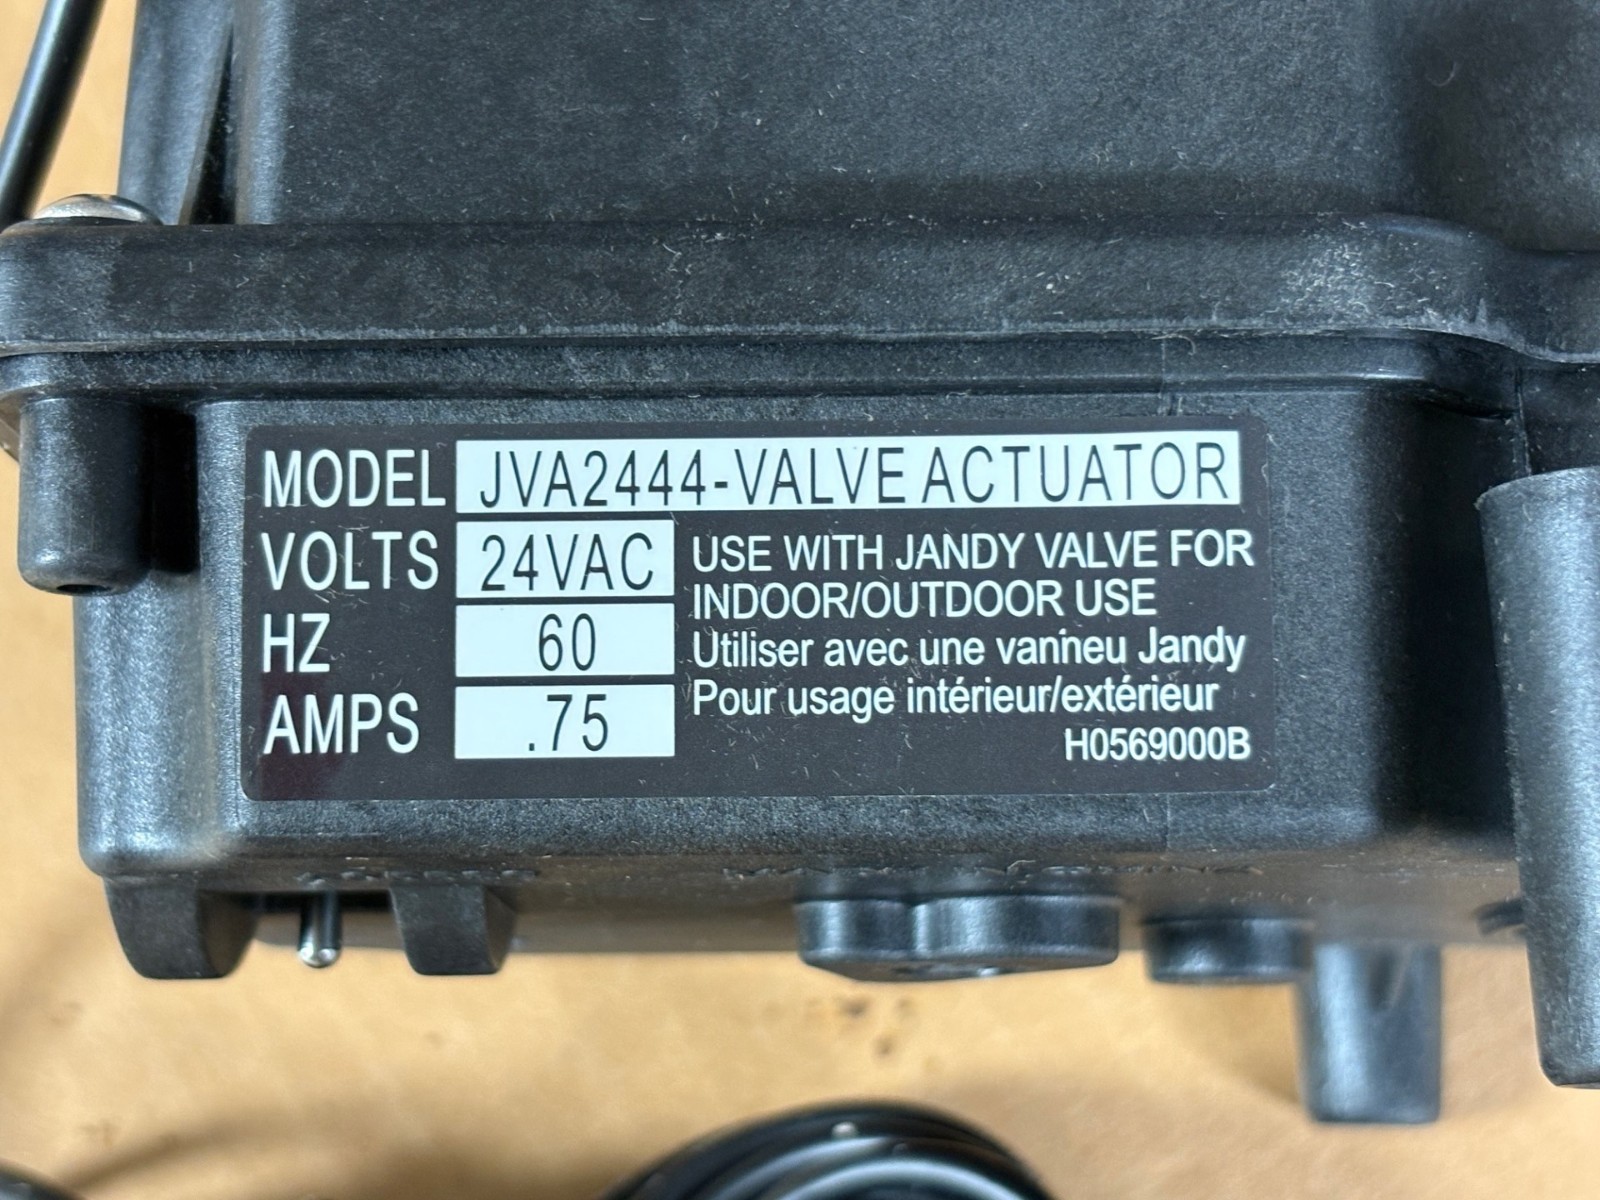 MODEL JVA2444-VALVE ACTUATOR
VOLTS 24VAC
HZ 60
AMPS .75
USE WITH JANDY VALVE FOR
INDOOR/OUTDOOR USE
Utiliser avec une vanneu Jandy
Pour usage intérieur/extérieur
H0569000B